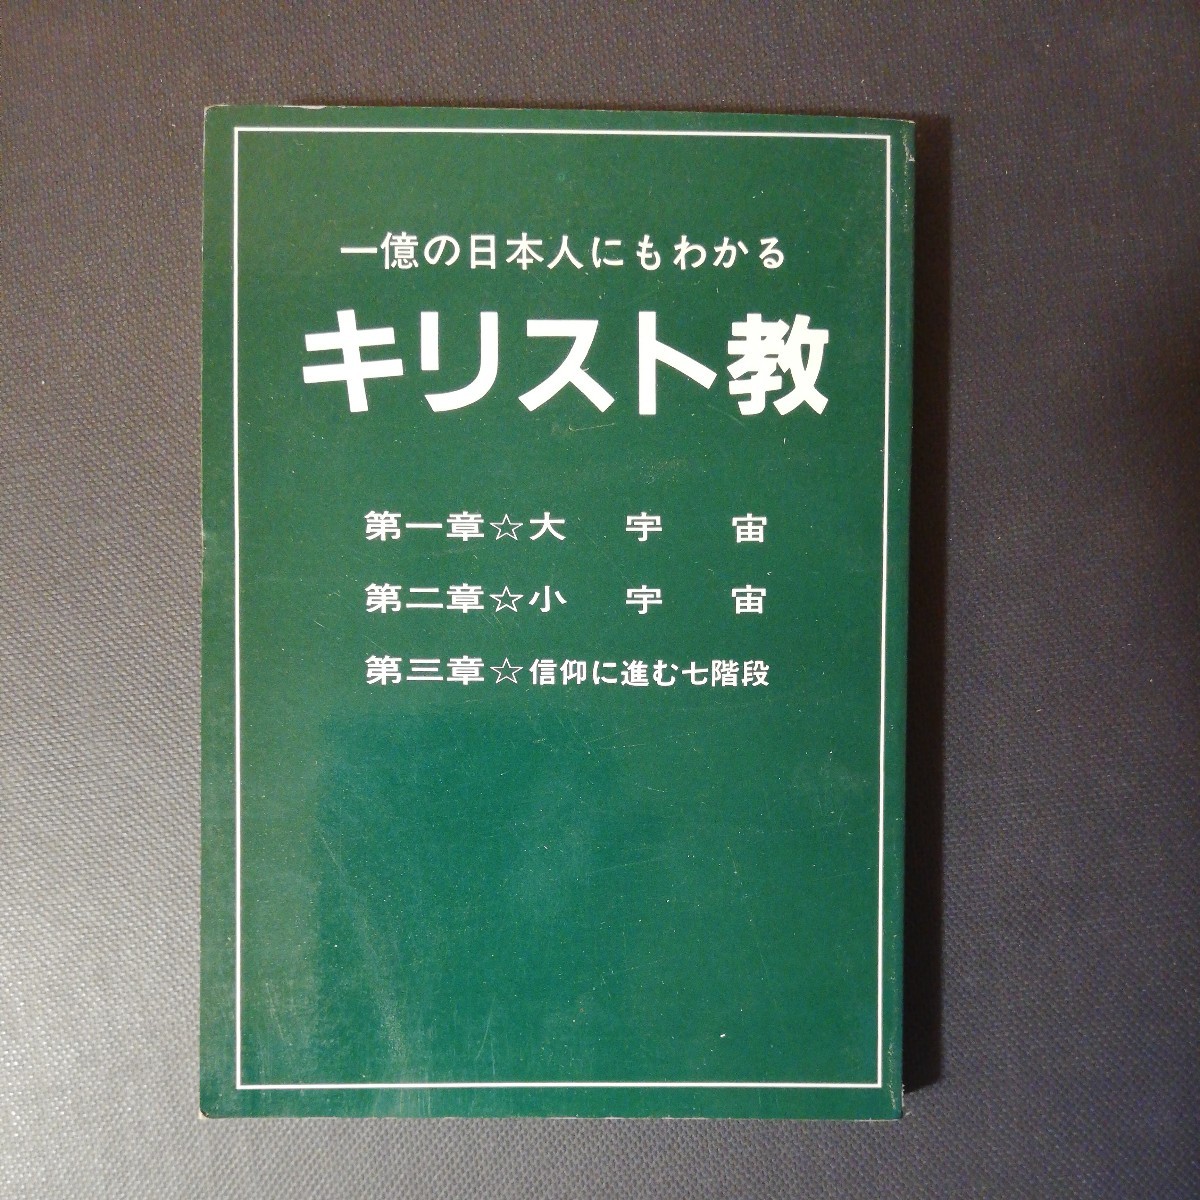 一億の日本人にもわかる
キリスト教
第一章☆大宇宙
第二章☆小宇宙
第三章☆信仰に進む七階段